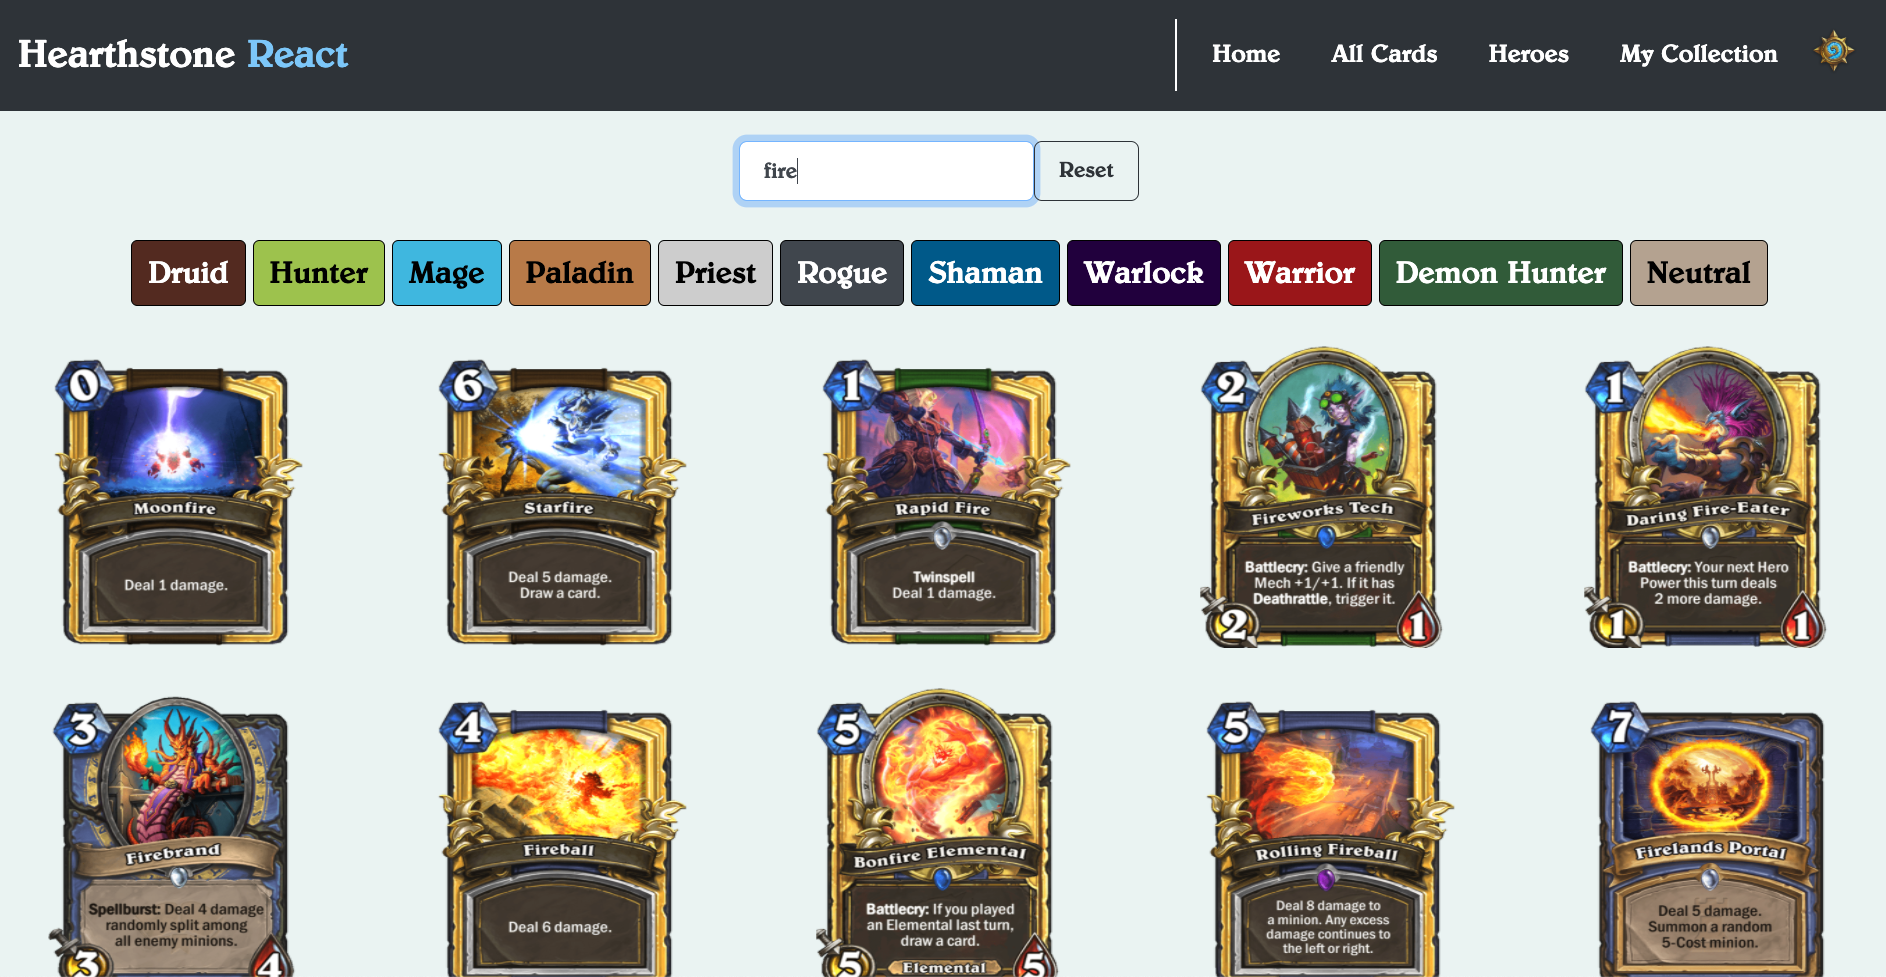 Hearthstone React
Home
All Cards
Heroes
My Collection
fire
Reset
Druid
Hunter
Mage
Paladin
Priest
Rogue
Shaman
Warlock
Warrior
Demon Hunter
Neutral
0
Moonfire
Deal 1 damage.
6
Starfire
Deal 5 damage.
Draw a card.
1
Rapid Fire
Twinspell
Deal 1 damage.
2
Fireworks Tech
Battlecry: Give a friendly
Mech +1/+1. If it has
Deathrattle, trigger it.
2
1
1
Daring Fire-Eater
Battlecry: Your next Hero
Power this turn deals
2 more damage.
1
1
3
Firebrand
Spellburst: Deal 4 damage
randomly split among
all enemy minions.
3
4
4
Fireball
Deal 6 damage.
5
Bonfire Elemental
Battlecry: If you played
an Elemental last turn,
draw a card.
5
Elemental
5
5
Rolling Fireball
Deal 8 damage to
a minion. Any excess
damage continues to
the left or right.
7
Firelands Portal
Deal 5 damage.
Summon a random
5-Cost minion.